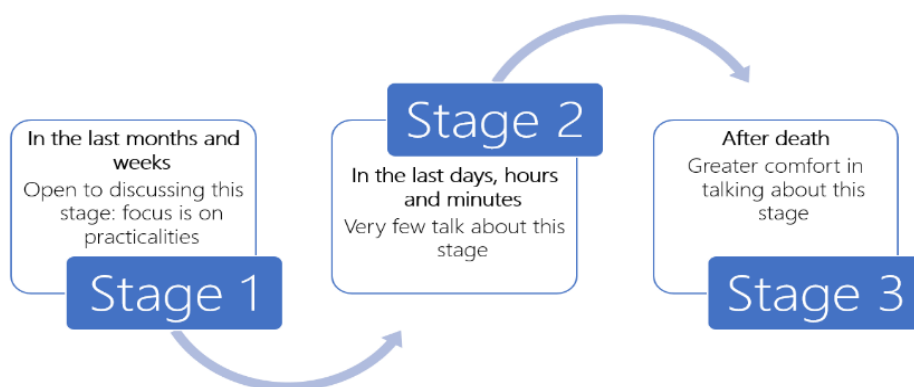 In the last months and
weeks
Open to discussing this
stage: focus is on
practicalities
Stage 1
Stage 2
In the last days, hours
and minutes
Very few talk about this
stage
After death
Greater comfort in
talking about this
stage
Stage 3